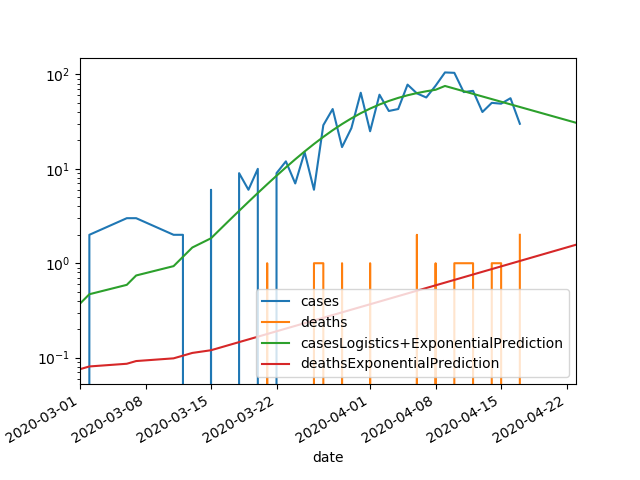 10²
10¹
10⁰
10⁻¹
cases
deaths
casesLogistics+ExponentialPrediction
deathsExponentialPrediction
2020-03-01
2020-03-08
2020-03-15
2020-03-22
2020-04-01
2020-04-08
2020-04-15
2020-04-22
date